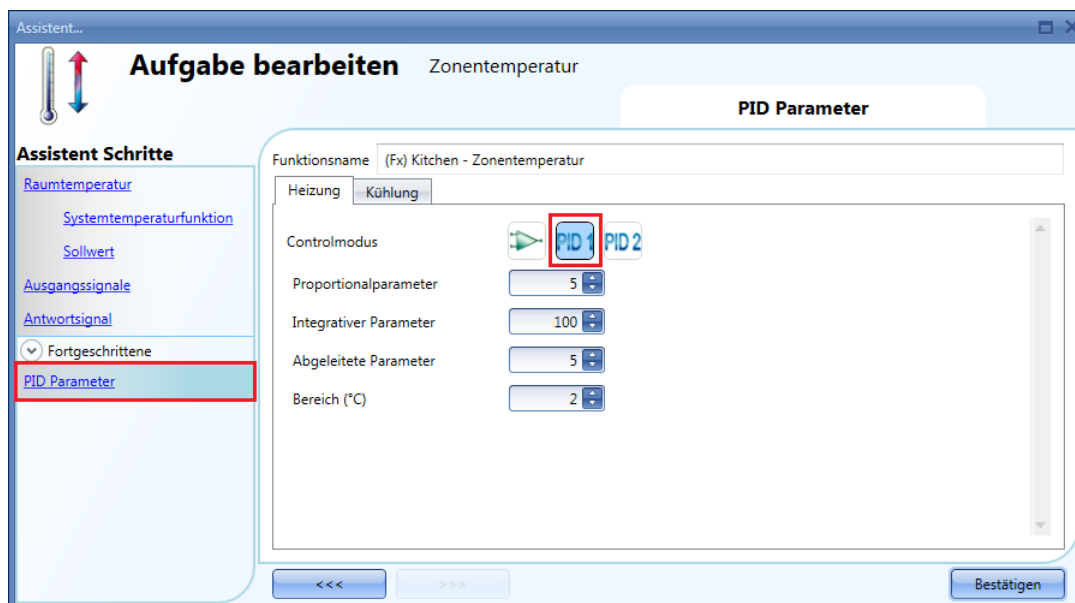 Assistent...
Aufgabe bearbeiten Zonentemperatur
PID Parameter
Assistent Schritte
Raumtemperatur
Systemtemperaturfunktion
Sollwert
Ausgangssignale
Antwortsignal
Fortgeschrittene
PID Parameter
Funktionsname (Fx) Kitchen - Zonentemperatur
Heizung Kühlung
Controlmodus PID 1 PID 2
Proportionalparameter 5
Integrativer Parameter 100
Abgeleitete Parameter 5
Bereich (°C) 2
<<< >>> Bestätigen